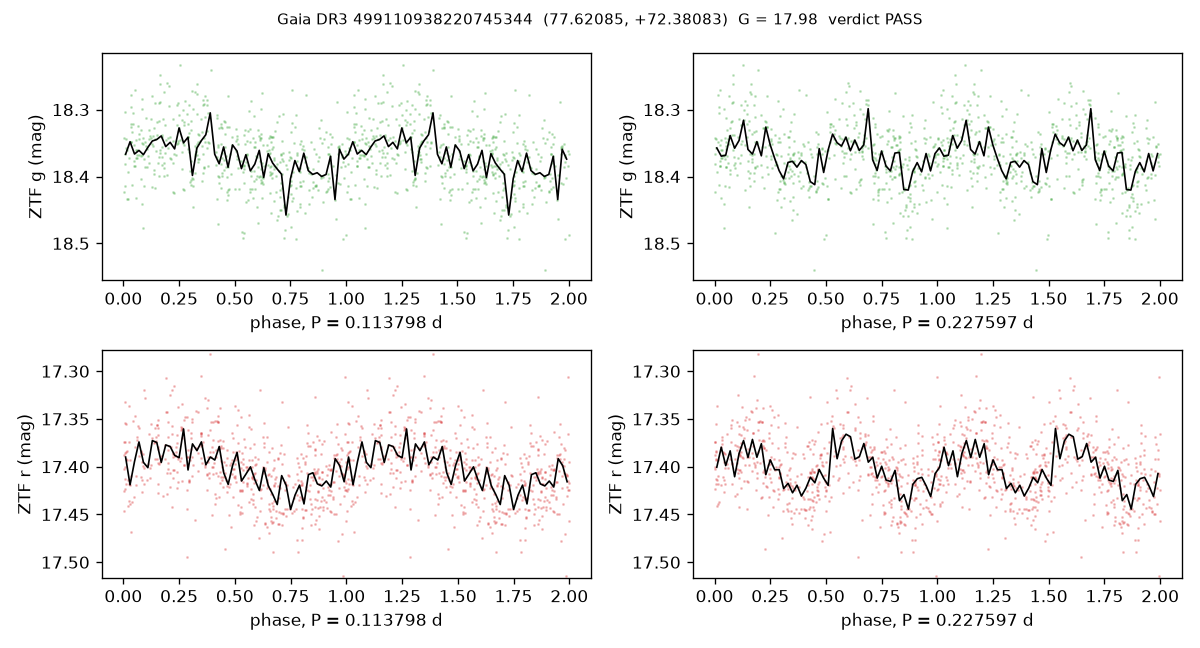 Gaia DR3 499110938220745344 (77.62085, +72.38083) G = 17.98 verdict PASS
ZTF g (mag)
18.3
18.4
18.5
0.00 0.25 0.50 0.75 1.00 1.25 1.50 1.75 2.00
phase, P = 0.113798 d
ZTF g (mag)
18.3
18.4
18.5
0.00 0.25 0.50 0.75 1.00 1.25 1.50 1.75 2.00
phase, P = 0.227597 d
ZTF r (mag)
17.30
17.35
17.40
17.45
17.50
0.00 0.25 0.50 0.75 1.00 1.25 1.50 1.75 2.00
phase, P = 0.113798 d
ZTF r (mag)
17.30
17.35
17.40
17.45
17.50
0.00 0.25 0.50 0.75 1.00 1.25 1.50 1.75 2.00
phase, P = 0.227597 d